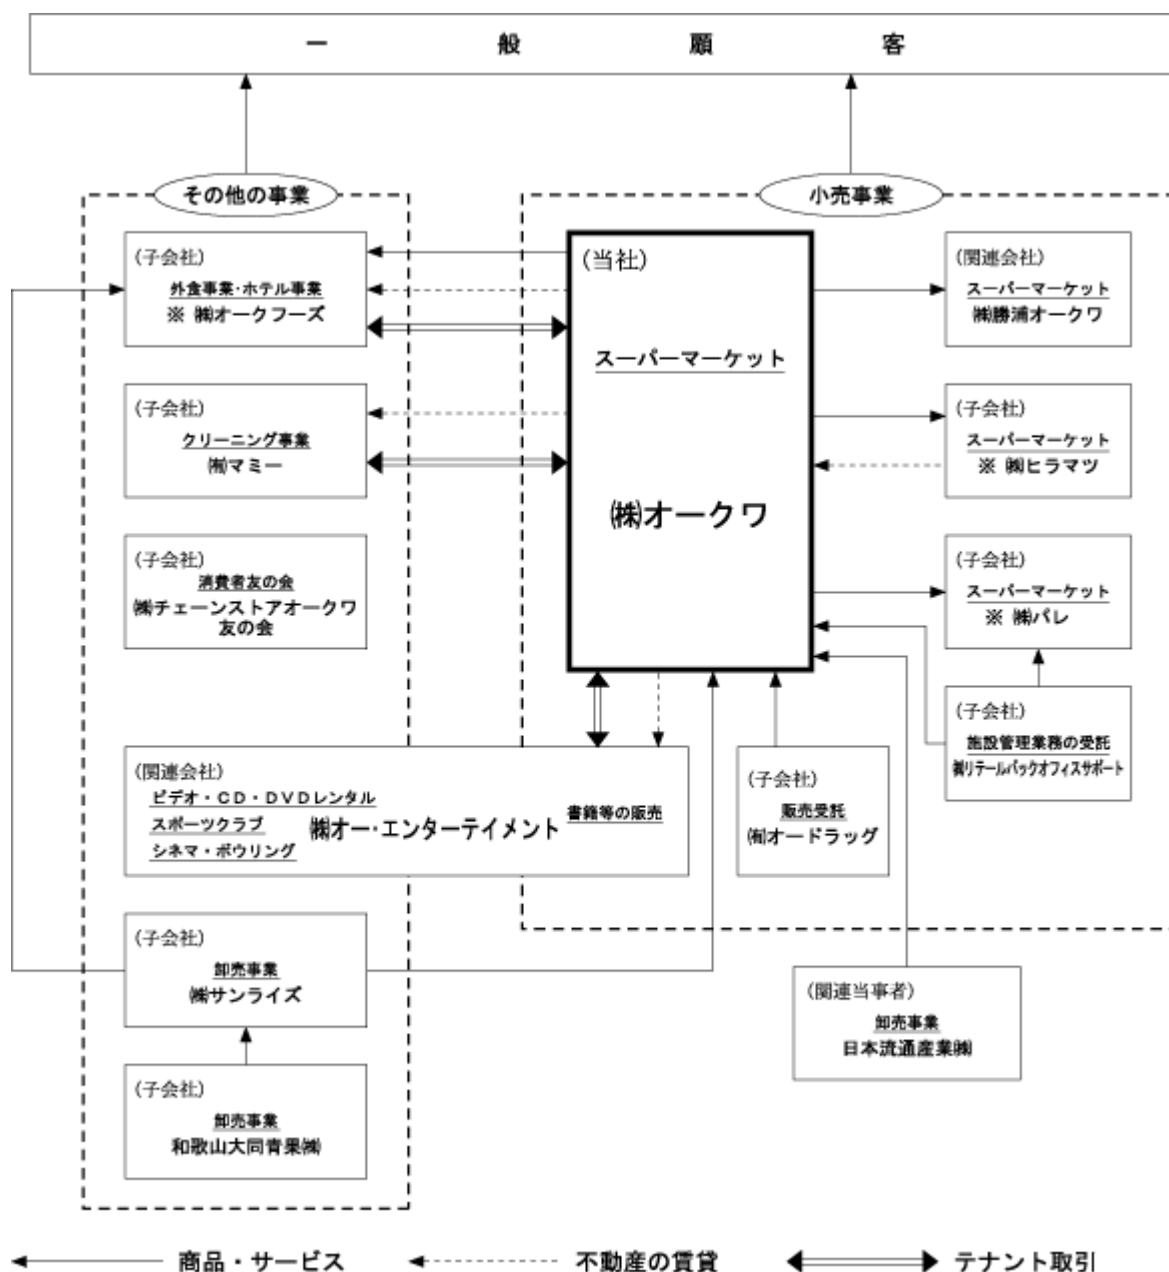 一般顧客
その他の事業
小売事業
(子会社)
外食事業・ホテル事業
※ ㈱オークフーズ
(子会社)
クリーニング事業
㈲マミー
(子会社)
消費者友の会
㈱チェーンストアオークワ
友の会
(当社)
スーパーマーケット
㈱オークワ
(関連会社)
スーパーマーケット
㈱勝浦オークワ
(子会社)
スーパーマーケット
※ ㈱ヒラマツ
(子会社)
スーパーマーケット
※ ㈱パレ
(子会社)
施設管理業務の受託
㈱リテールバックオフィスサポート
(関連会社)
ビデオ・CD・DVDレンタル
スポーツクラブ
シネマ・ボウリング
㈱オー・エンターテイメント
書籍等の販売
(子会社)
販売受託
㈲オードラッグ
(子会社)
卸売事業
㈱サンライズ
(関連当事者)
卸売事業
日本流通産業㈱
(子会社)
卸売事業
和歌山大同青果㈱
商品・サービス
不動産の賃貸
テナント取引